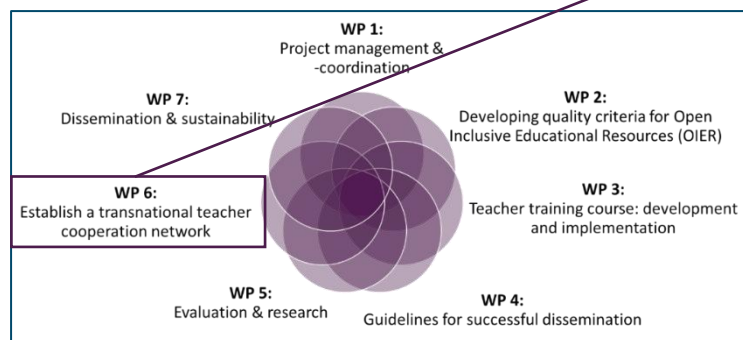 WP 1:
Project management &
-coordination
WP 7:
Dissemination & sustainability
WP 2:
Developing quality criteria for Open
Inclusive Educational Resources (OIER)
WP 6:
Establish a transnational teacher
cooperation network
WP 3:
Teacher training course: development
and implementation
WP 5:
Evaluation & research
WP 4:
Guidelines for successful dissemination